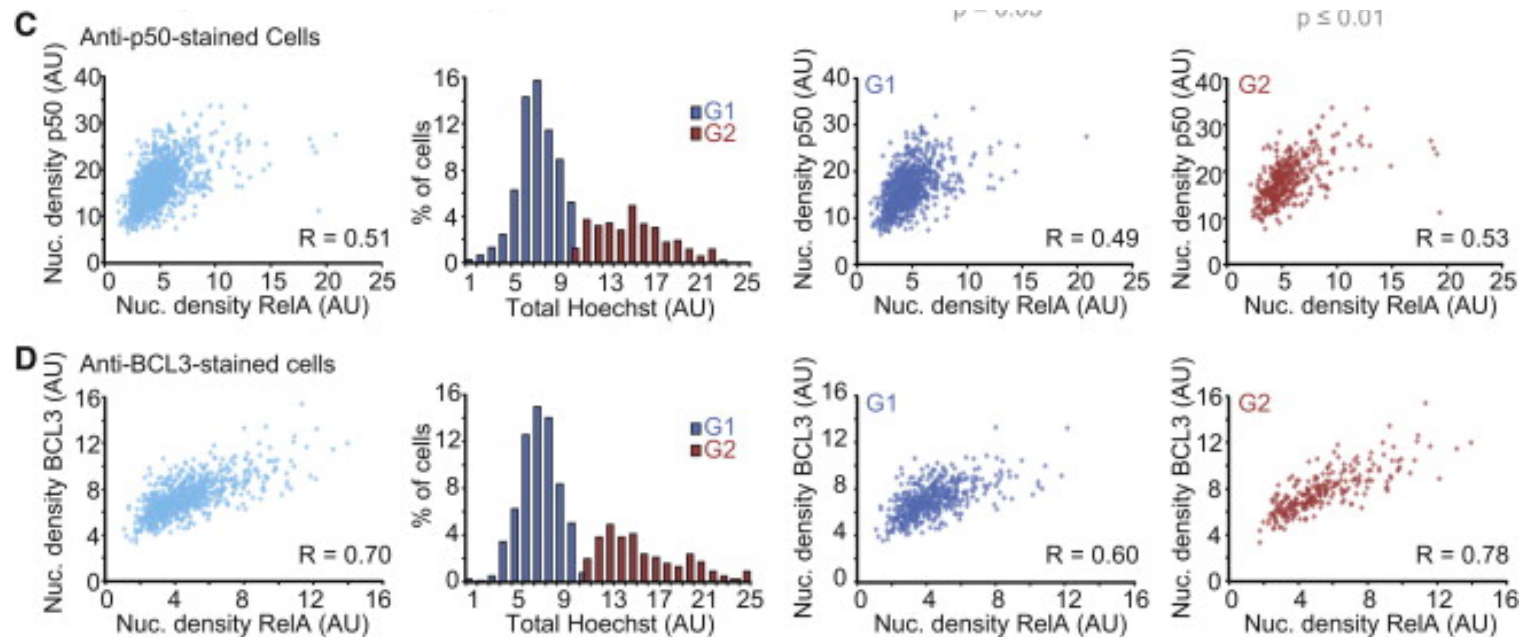 C
Anti-p50-stained Cells
p ≤ 0.01
Nuc. density p50 (AU)
40
30
20
10
0
0 5 10 15 20 25
Nuc. density RelA (AU)
R = 0.51
% of cells
16
12
8
4
0
1 5 9 13 17 21 25
Total Hoechst (AU)
G1
G2
Nuc. density p50 (AU)
G1
40
30
20
10
0
0 5 10 15 20 25
Nuc. density RelA (AU)
R = 0.49
Nuc. density p50 (AU)
G2
40
30
20
10
0
0 5 10 15 20 25
Nuc. density RelA (AU)
R = 0.53
D
Anti-BCL3-stained cells
Nuc. density BCL3 (AU)
16
12
8
4
0
0 4 8 12 16
Nuc. density RelA (AU)
R = 0.70
% of cells
16
12
8
4
0
1 5 9 13 17 21 25
Total Hoechst (AU)
G1
G2
Nuc. density BCL3 (AU)
G1
16
12
8
4
0
0 4 8 12 16
Nuc. density RelA (AU)
R = 0.60
Nuc. density BCL3 (AU)
G2
16
12
8
4
0
0 4 8 12 16
Nuc. density RelA (AU)
R = 0.78